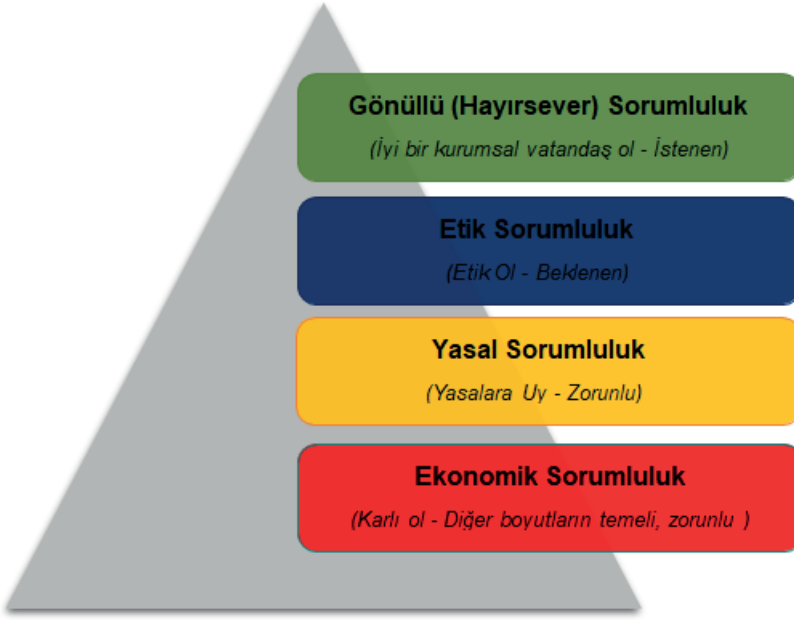 Gönüllü (Hayırsever) Sorumluluk
(İyi bir kurumsal vatandaş ol - İstenen)
Etik Sorumluluk
(Etik Ol - Beklenen)
Yasal Sorumluluk
(Yasalara Uy - Zorunlu)
Ekonomik Sorumluluk
(Karlı ol - Diğer boyutların temeli, zorunlu )